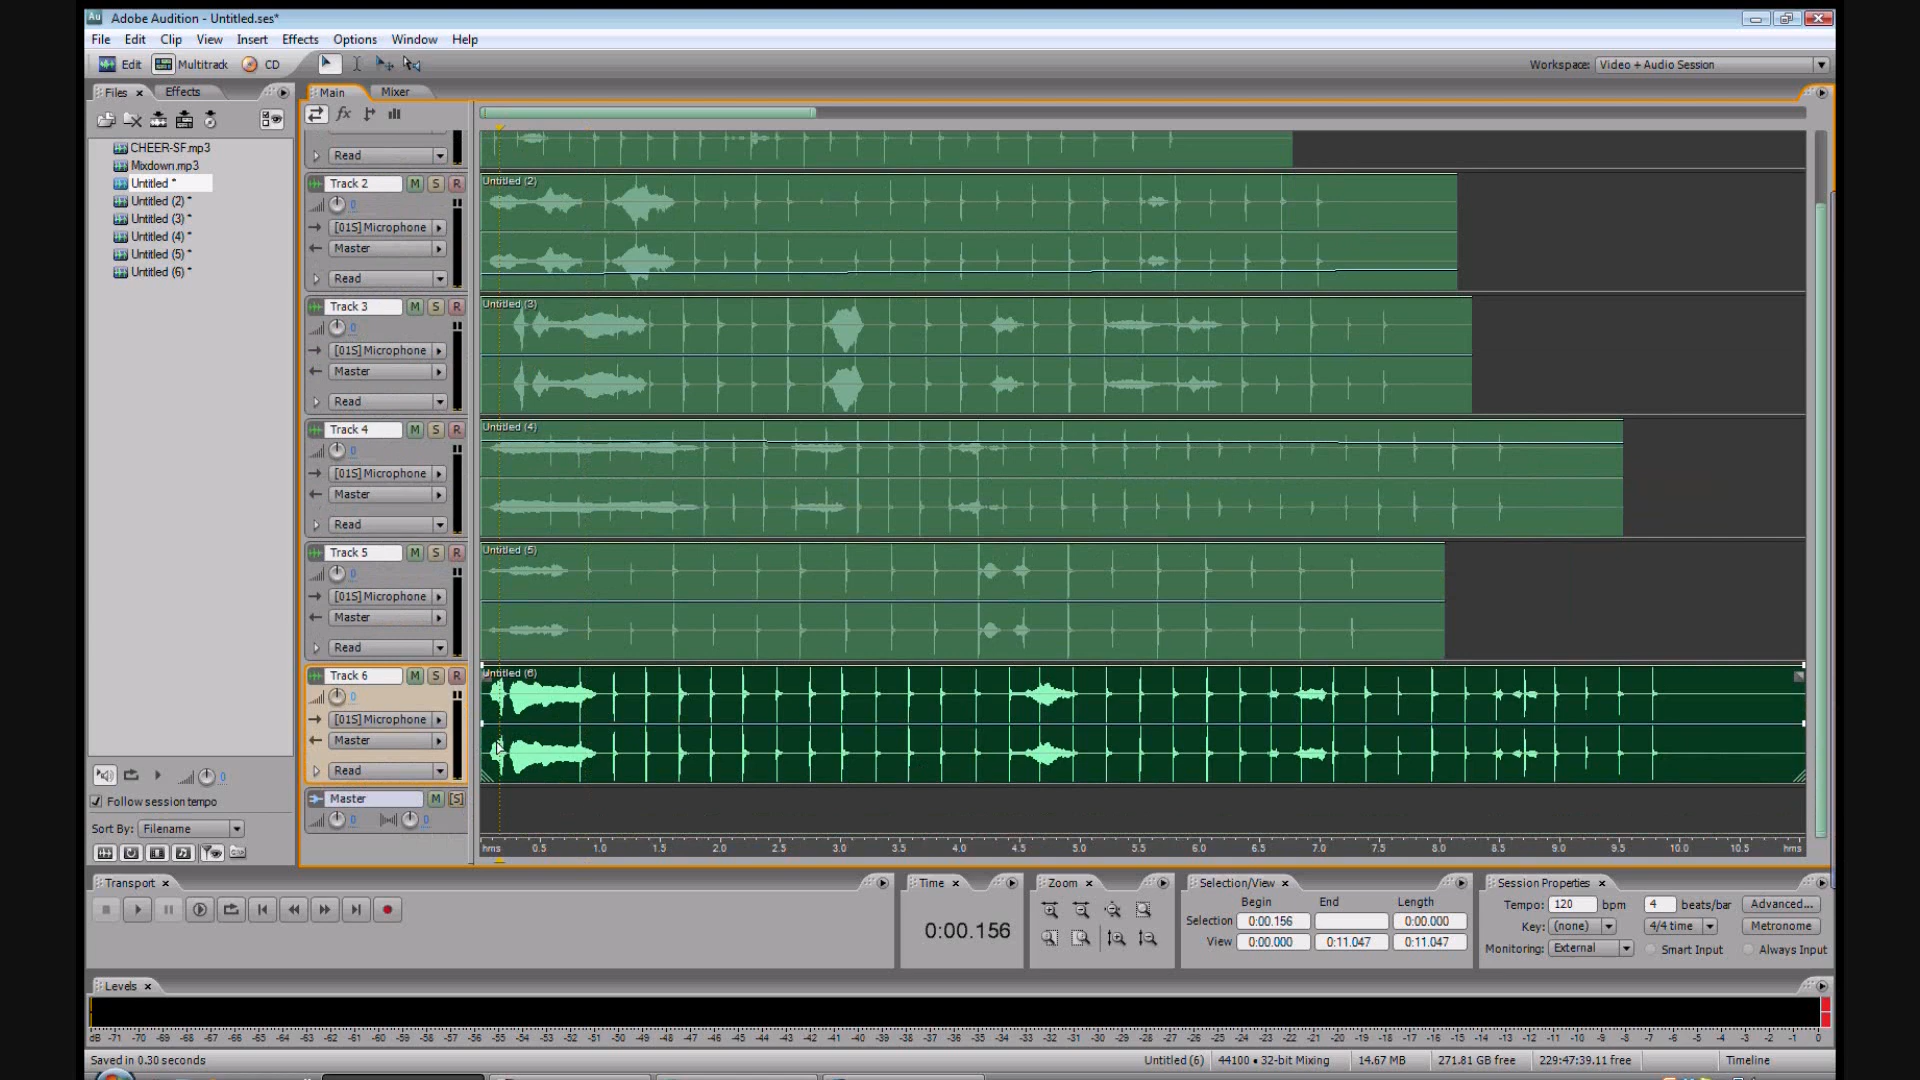 Au Adobe Audition - Untitled.ses*
File Edit Clip View Insert Effects Options Window Help
Edit Multitrack CD
Workspace: Video + Audio Session
Files Effects
Main Mixer
fx
CHEER-SF.mp3
Mixdown.mp3
Untitled *
Untitled (2) *
Untitled (3) *
Untitled (4) *
Untitled (5) *
Untitled (6) *
Read
Track 2 M S R
0
[01S] Microphone
Master
Read
Untitled (2)
Track 3 M S R
0
[01S] Microphone
Master
Read
Untitled (3)
Track 4 M S R
0
[01S] Microphone
Master
Read
Untitled (4)
Track 5 M S R
0
[01S] Microphone
Master
Read
Untitled (5)
Track 6 M S R
0
[01S] Microphone
Master
Read
Untitled (6)
Master M [S]
0 0
0
Follow session tempo
Sort By: Filename
hms 0.5 1.0 1.5 2.0 2.5 3.0 3.5 4.0 4.5 5.0 5.5 6.0 6.5 7.0 7.5 8.0 8.5 9.0 9.5 10.0 10.5 hms
Transport
Time
0:00.156
Zoom
Selection/View
Begin End Length
Selection 0:00.156 0:00.000
View 0:00.000 0:11.047 0:11.047
Session Properties
Tempo: 120 bpm 4 beats/bar Advanced...
Key: (none) 4/4 time Metronome
Monitoring: External Smart Input Always Input
Levels
dB -71 -70 -69 -68 -67 -66 -65 -64 -63 -62 -61 -60 -59 -58 -57 -56 -55 -54 -53 -52 -51 -50 -49 -48 -47 -46 -45 -44 -43 -42 -41 -40 -39 -38 -37 -36 -35 -34 -33 -32 -31 -30 -29 -28 -27 -26 -25 -24 -23 -22 -21 -20 -19 -18 -17 -16 -15 -14 -13 -12 -11 -10 -9 -8 -7 -6 -5 -4 -3 -2 -1 0
Saved in 0.30 seconds
Untitled (6) 44100 • 32-bit Mixing 14.67 MB 271.81 GB free 229:47:39.11 free Timeline